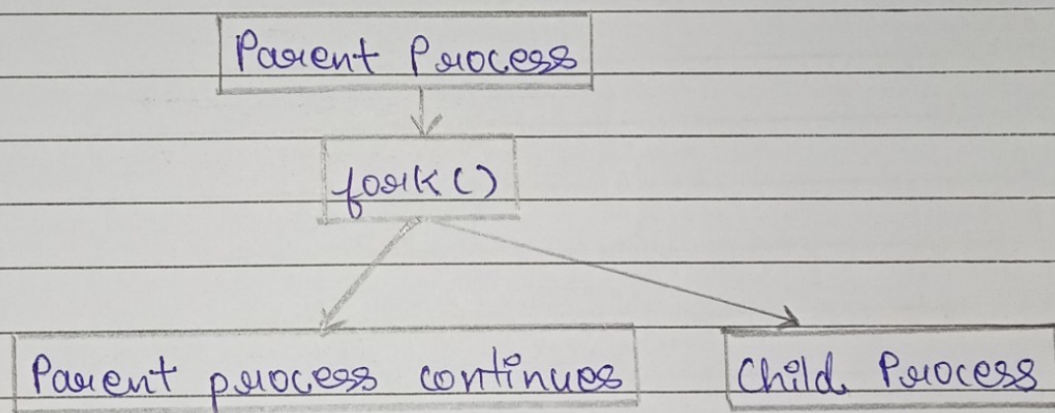 Parent Process
fork()
Parent process continues
Child Process